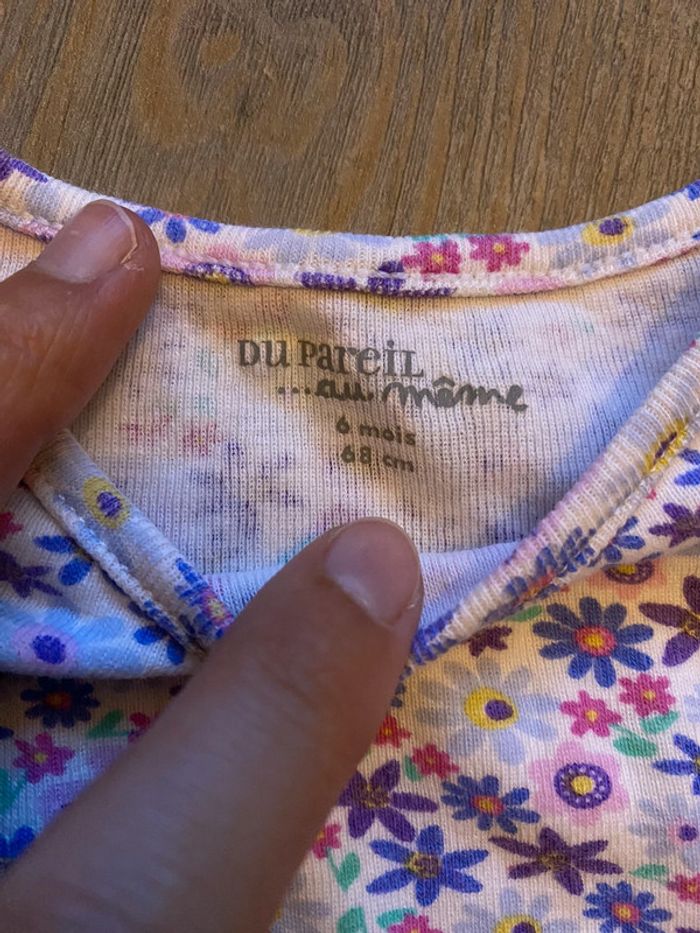 DU PAREIL
...au même
6 mois
68 cm